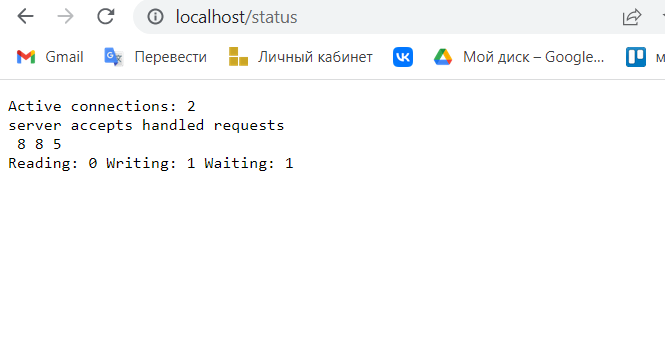 localhost/status
Gmail Перевести Личный кабинет Мой диск – Google... м
Active connections: 2
server accepts handled requests
8 8 5
Reading: 0 Writing: 1 Waiting: 1